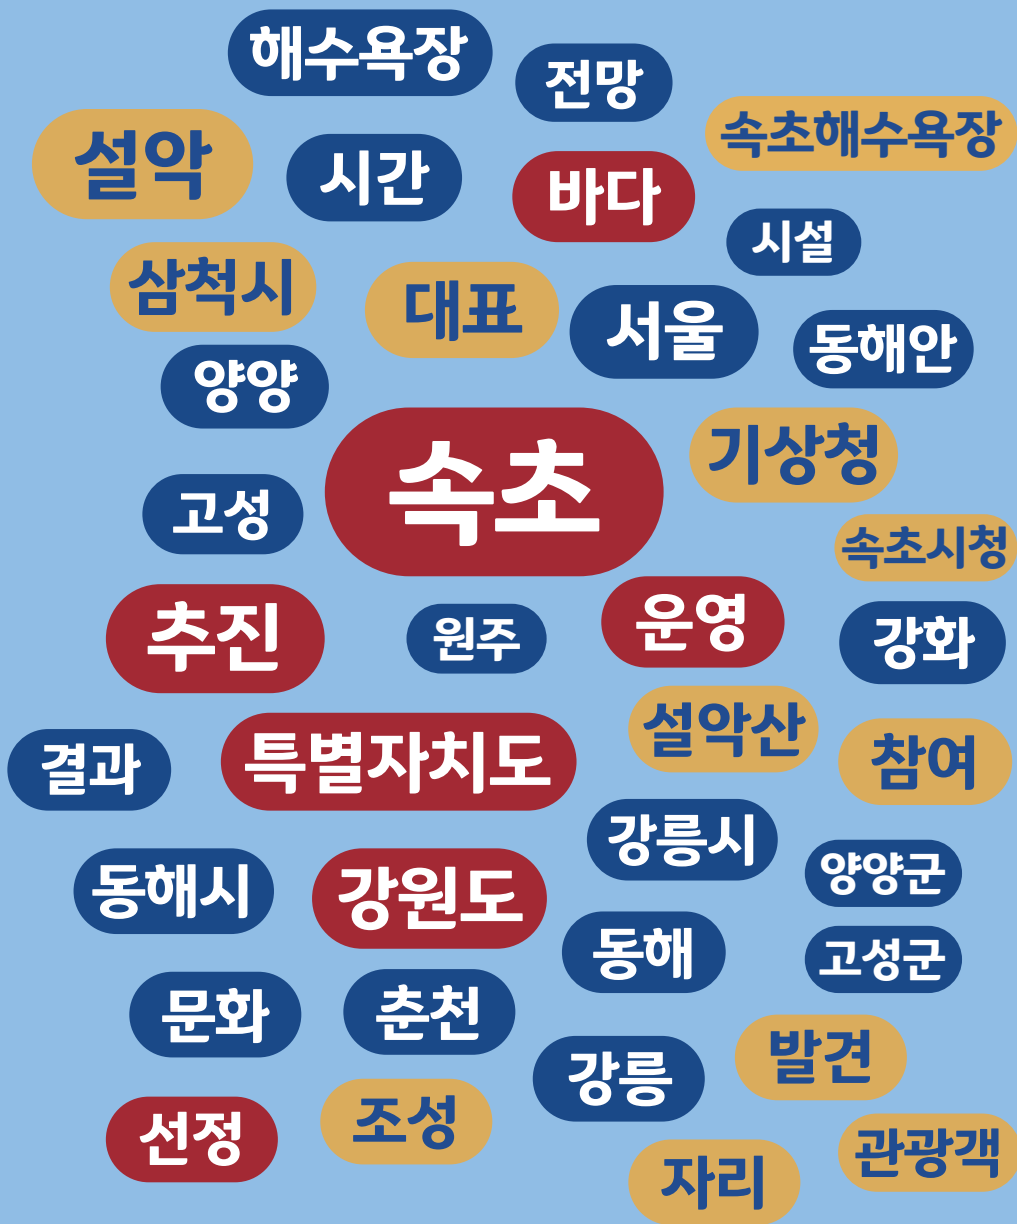 해수욕장
전망
속초해수욕장
설악
시간
바다
시설
삼척시
대표
서울
동해안
양양
속초
기상청
고성
속초시청
추진
원주
운영
강화
설악산
참여
결과
특별자치도
강릉시
양양군
동해시
강원도
동해
고성군
문화
춘천
강릉
발견
선정
조성
관광객
자리